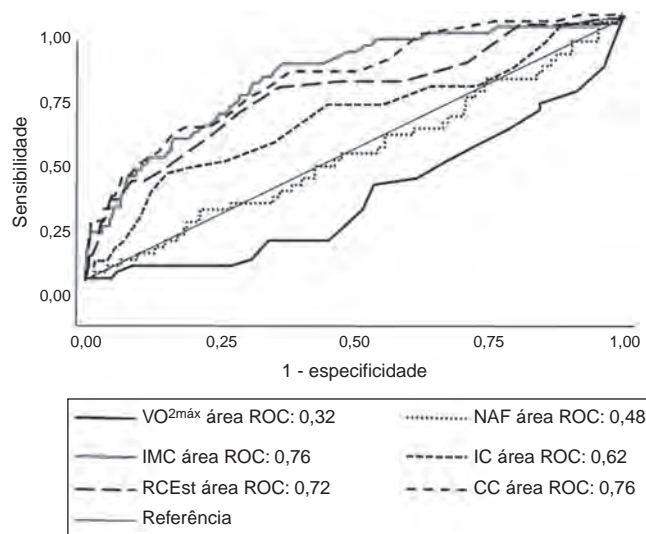 1,00
0,75
0,50
0,25
0,00
Sensibilidade
0,00 0,25 0,50 0,75 1,00
1 - especificidade
VO²ᵐᵃ́ˣ área ROC: 0,32
NAF área ROC: 0,48
IMC área ROC: 0,76
IC área ROC: 0,62
RCEst área ROC: 0,72
CC área ROC: 0,76
Referência